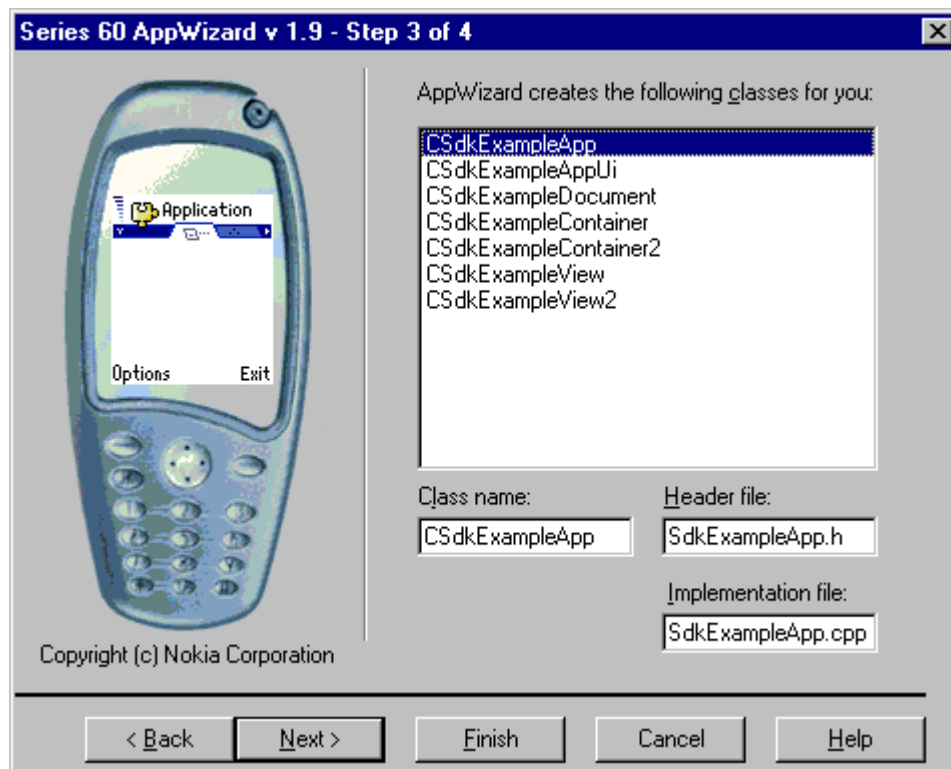 Series 60 AppWizard v 1.9 - Step 3 of 4
Application
Options Exit
Copyright (c) Nokia Corporation
AppWizard creates the following classes for you:
CSdkExampleApp
CSdkExampleAppUi
CSdkExampleDocument
CSdkExampleContainer
CSdkExampleContainer2
CSdkExampleView
CSdkExampleView2
Class name: Header file:
CSdkExampleApp SdkExampleApp.h
Implementation file:
SdkExampleApp.cpp
< Back Next > Finish Cancel Help